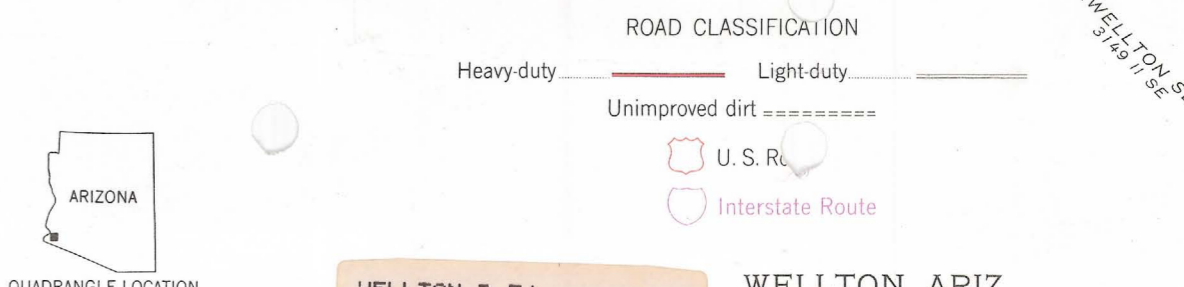 ROAD CLASSIFICATION
Heavy-duty
Light-duty
Unimproved dirt
U. S.
Interstate Route
ARIZONA
QUADRANGLE LOCATION
WELLTON
3149 II SE
WELLTON
WELLTON, ARIZ.